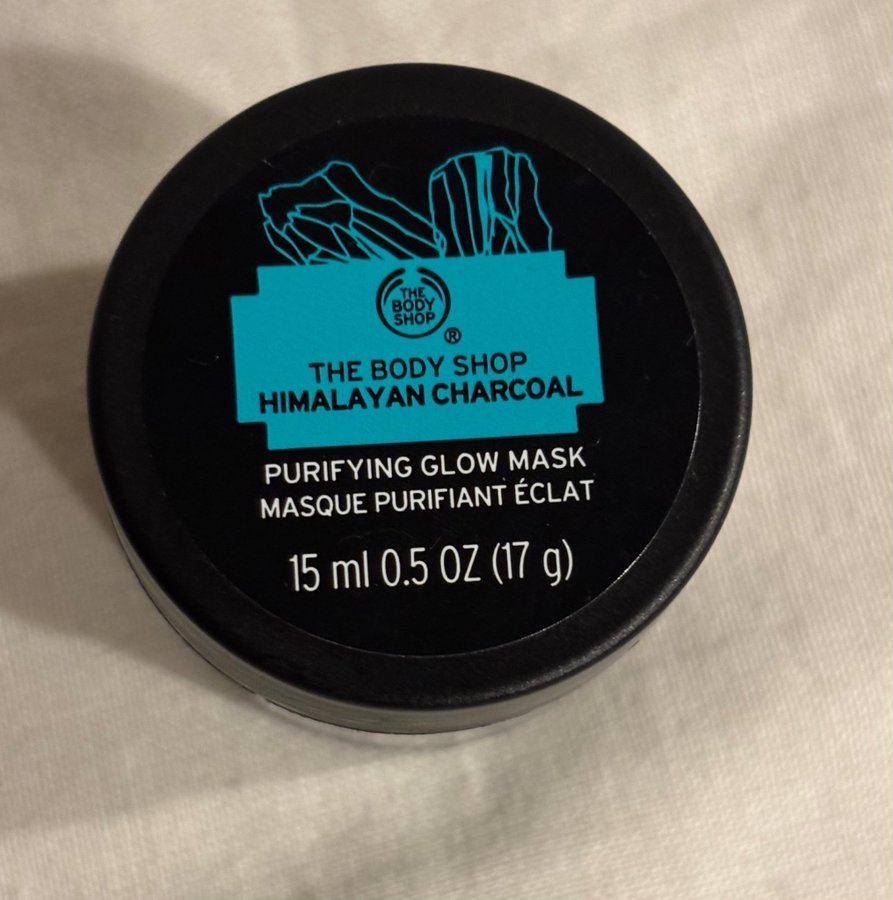 THE
BODY
SHOP
®
THE BODY SHOP
HIMALAYAN CHARCOAL
PURIFYING GLOW MASK
MASQUE PURIFIANT ÉCLAT
15 ml 0.5 OZ (17 g)